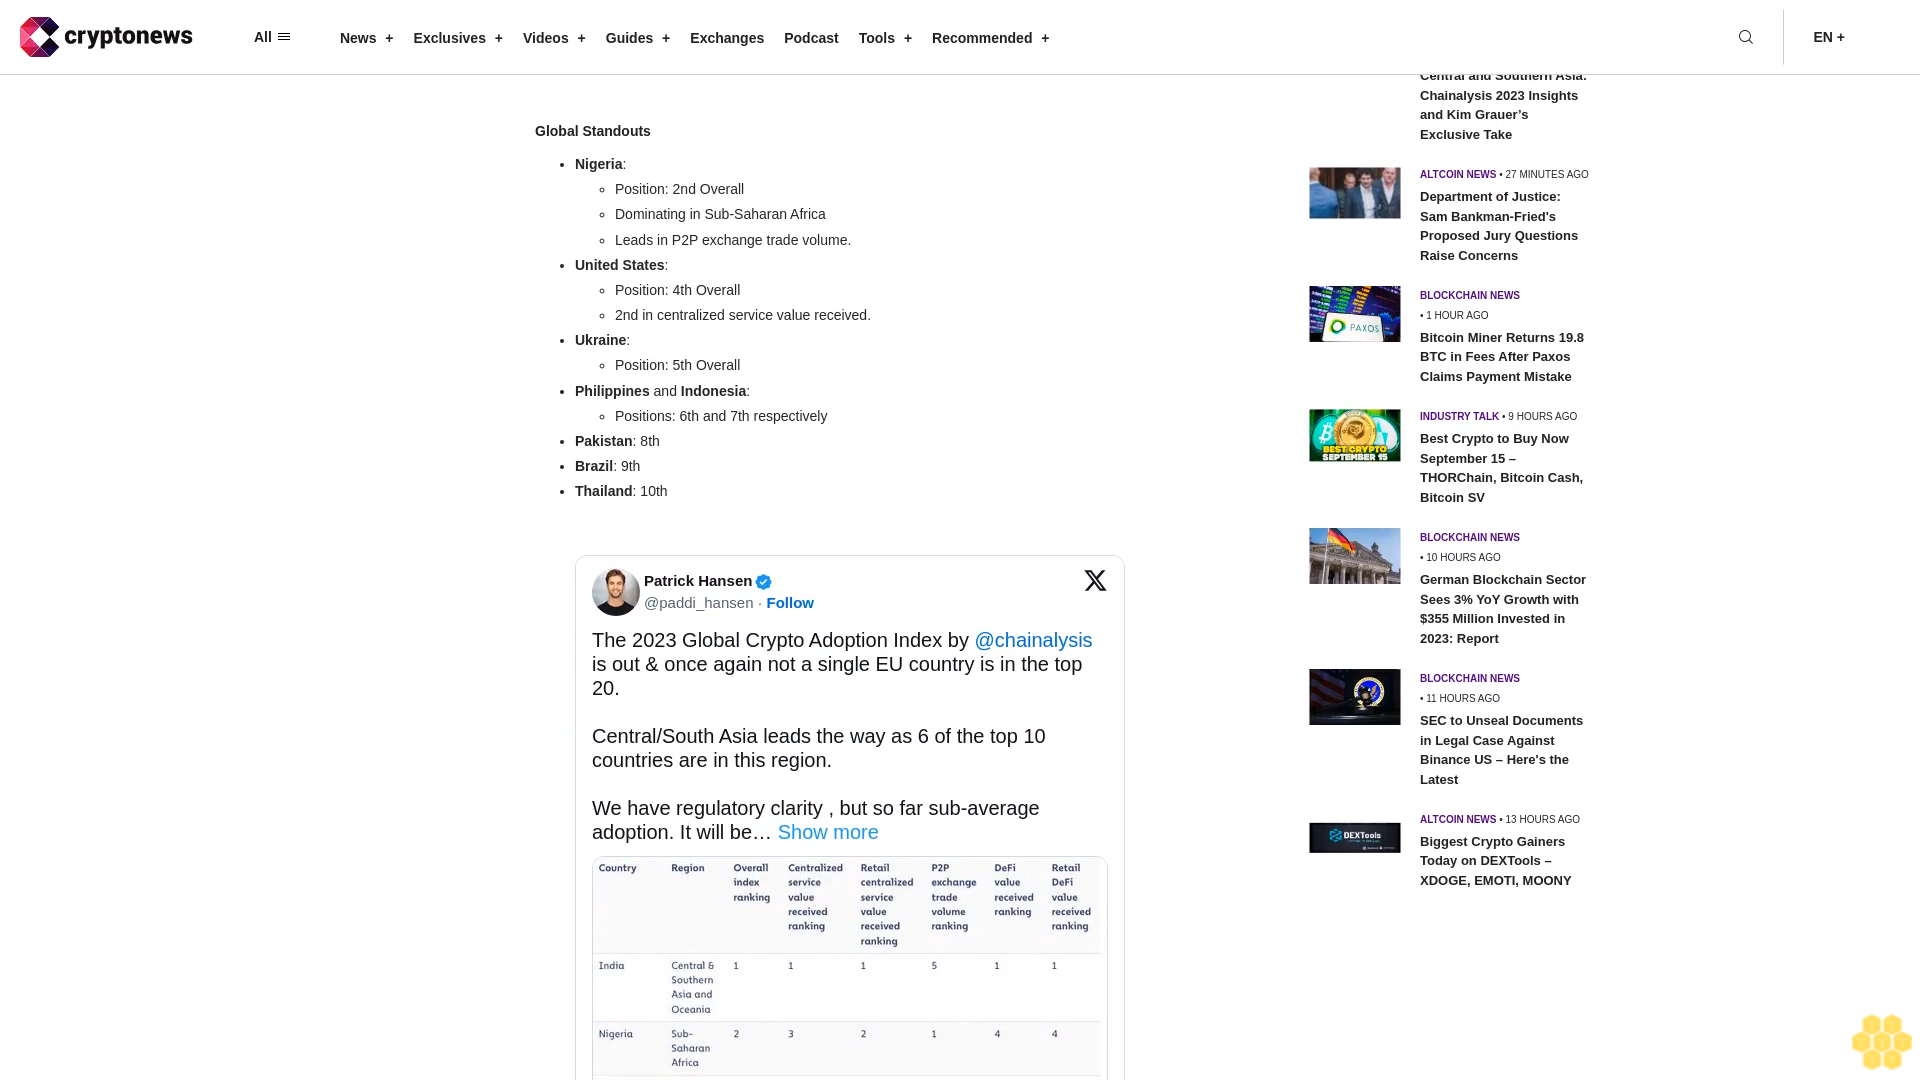 cryptonews
All
News +
Exclusives +
Videos +
Guides +
Exchanges
Podcast
Tools +
Recommended +
EN +
Global Standouts
• Nigeria:
◦ Position: 2nd Overall
◦ Dominating in Sub-Saharan Africa
◦ Leads in P2P exchange trade volume.
• United States:
◦ Position: 4th Overall
◦ 2nd in centralized service value received.
• Ukraine:
◦ Position: 5th Overall
• Philippines and Indonesia:
◦ Positions: 6th and 7th respectively
• Pakistan: 8th
• Brazil: 9th
• Thailand: 10th
Patrick Hansen
@paddi_hansen · Follow
The 2023 Global Crypto Adoption Index by @chainalysis
is out & once again not a single EU country is in the top
20.
Central/South Asia leads the way as 6 of the top 10
countries are in this region.
We have regulatory clarity , but so far sub-average
adoption. It will be… Show more
Country
Region
Overall
index
ranking
Centralized
service
value
received
ranking
Retail
centralized
service
value
received
ranking
P2P
exchange
trade
volume
ranking
DeFi
value
received
ranking
Retail
DeFi
value
received
ranking
India
Central &
Southern
Asia and
Oceania
1
1
1
5
1
1
Nigeria
Sub-
Saharan
Africa
2
3
2
1
4
4
Central and Southern Asia:
Chainalysis 2023 Insights
and Kim Grauer’s
Exclusive Take
ALTCOIN NEWS • 27 MINUTES AGO
Department of Justice:
Sam Bankman-Fried's
Proposed Jury Questions
Raise Concerns
PAXOS
BLOCKCHAIN NEWS
• 1 HOUR AGO
Bitcoin Miner Returns 19.8
BTC in Fees After Paxos
Claims Payment Mistake
BEST CRYPTO
SEPTEMBER 15
INDUSTRY TALK • 9 HOURS AGO
Best Crypto to Buy Now
September 15 –
THORChain, Bitcoin Cash,
Bitcoin SV
BLOCKCHAIN NEWS
• 10 HOURS AGO
German Blockchain Sector
Sees 3% YoY Growth with
$355 Million Invested in
2023: Report
BLOCKCHAIN NEWS
• 11 HOURS AGO
SEC to Unseal Documents
in Legal Case Against
Binance US – Here's the
Latest
DEXTools
ALTCOIN NEWS • 13 HOURS AGO
Biggest Crypto Gainers
Today on DEXTools –
XDOGE, EMOTI, MOONY